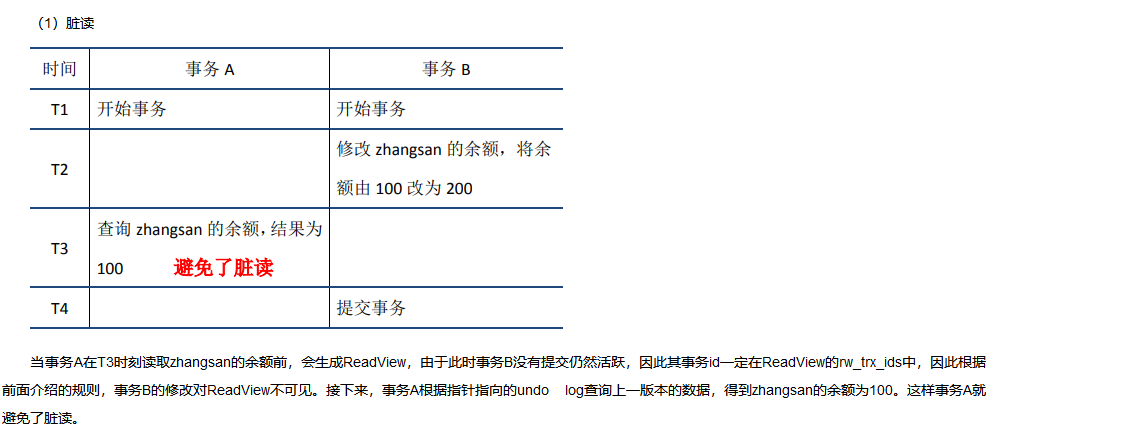 （1）脏读
时间 事务 A 事务 B
T1 开始事务 开始事务
修改 zhangsan 的余额，将余
T2
额由 100 改为 200
查询 zhangsan 的余额，结果为
T3
100 避免了脏读
T4 提交事务
当事务A在T3时刻读取zhangsan的余额前，会生成ReadView，由于此时事务B没有提交仍然活跃，因此其事务id一定在ReadView的rw_trx_ids中，因此根据
前面介绍的规则，事务B的修改对ReadView不可见。接下来，事务A根据指针指向的undo log查询上一版本的数据，得到zhangsan的余额为100。这样事务A就
避免了脏读。